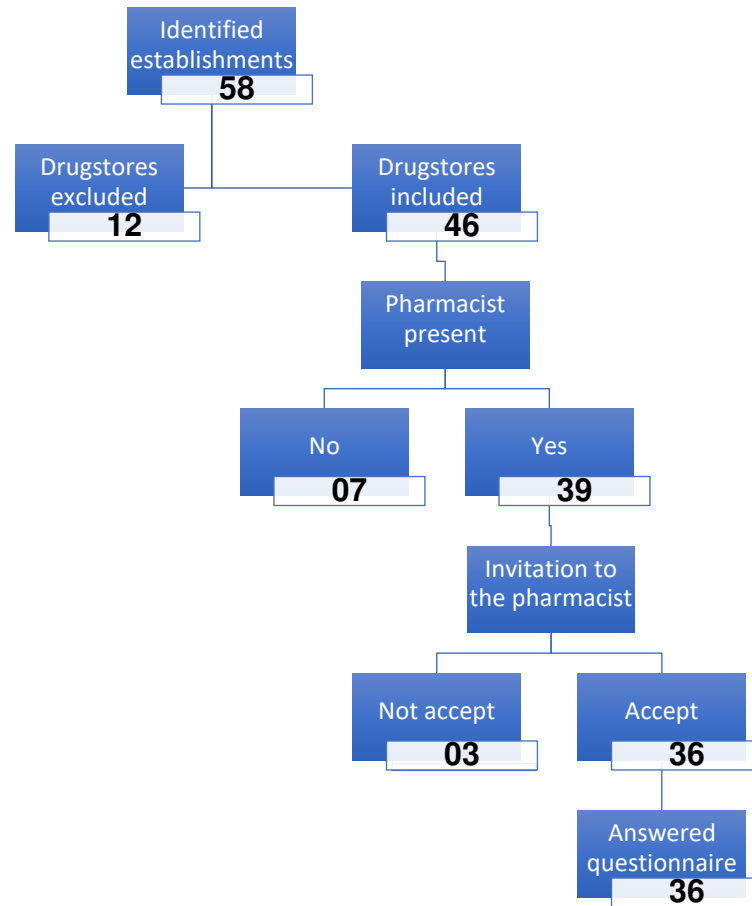 Identified
establishments
58
Drugstores
excluded
12
Drugstores
included
46
Pharmacist
present
No
07
Yes
39
Invitation to
the pharmacist
Not accept
03
Accept
36
Answered
questionnaire
36